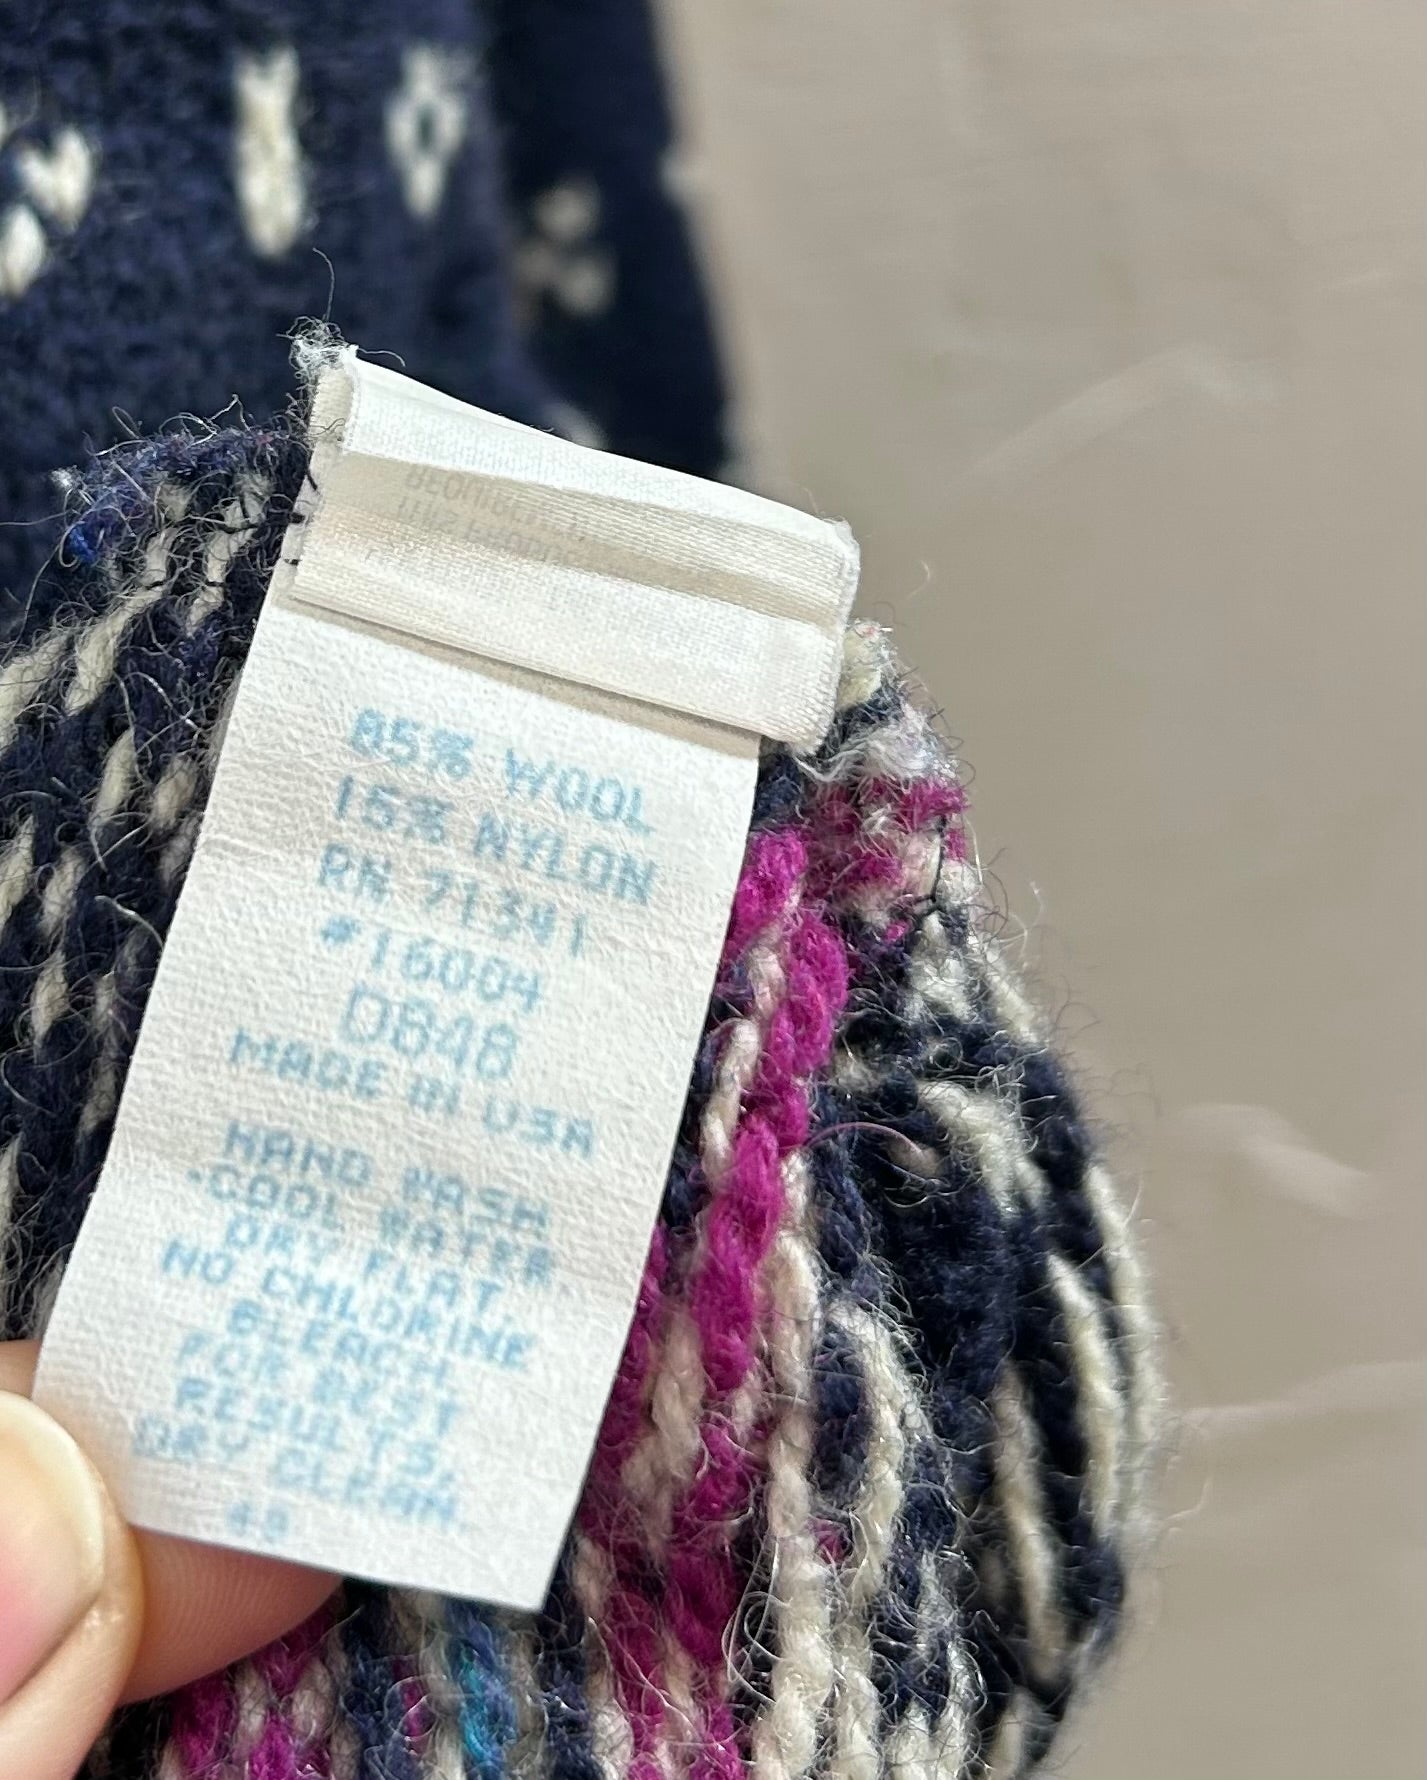 85% WOOL
15% NYLON
RN 71341
#16004
D848
MADE IN USA
HAND WASH
-COOL WATER
DRY FLAT
NO CHLORINE
BLEACH
FOR BEST
RESULTS,
DRY CLEAN